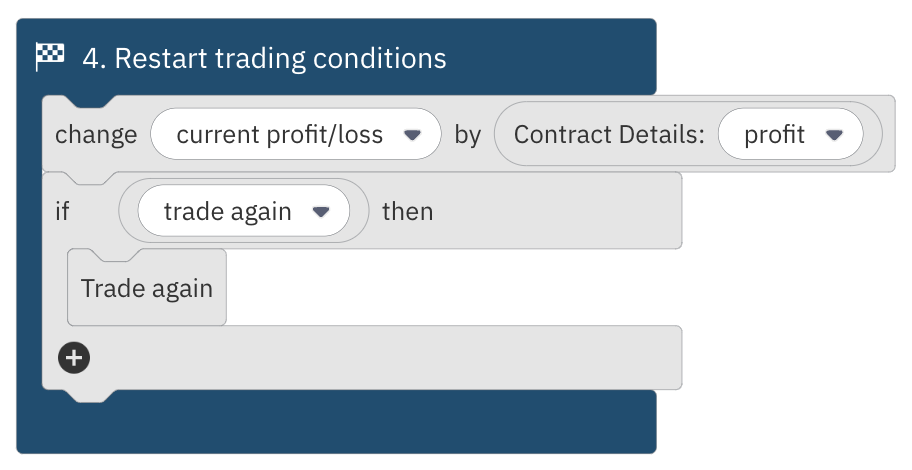 4. Restart trading conditions
change current profit/loss by Contract Details: profit
if trade again then
Trade again